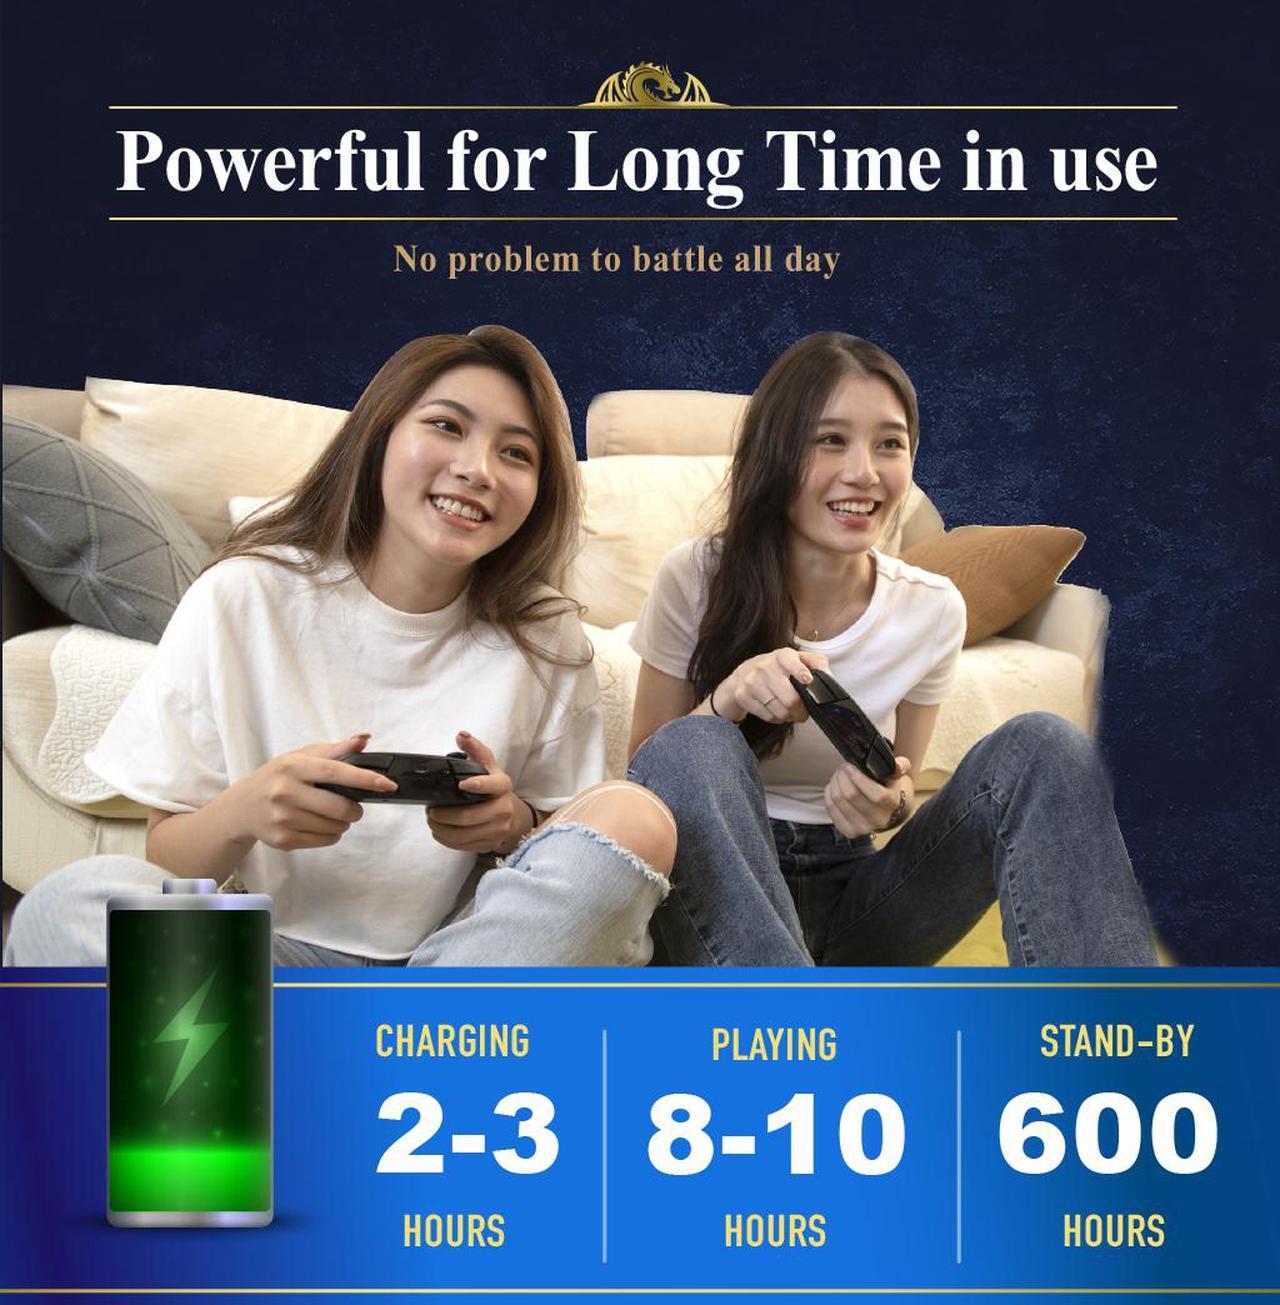 Powerful for Long Time in use
No problem to battle all day
CHARGING
2-3
HOURS
PLAYING
8-10
HOURS
STAND-BY
600
HOURS